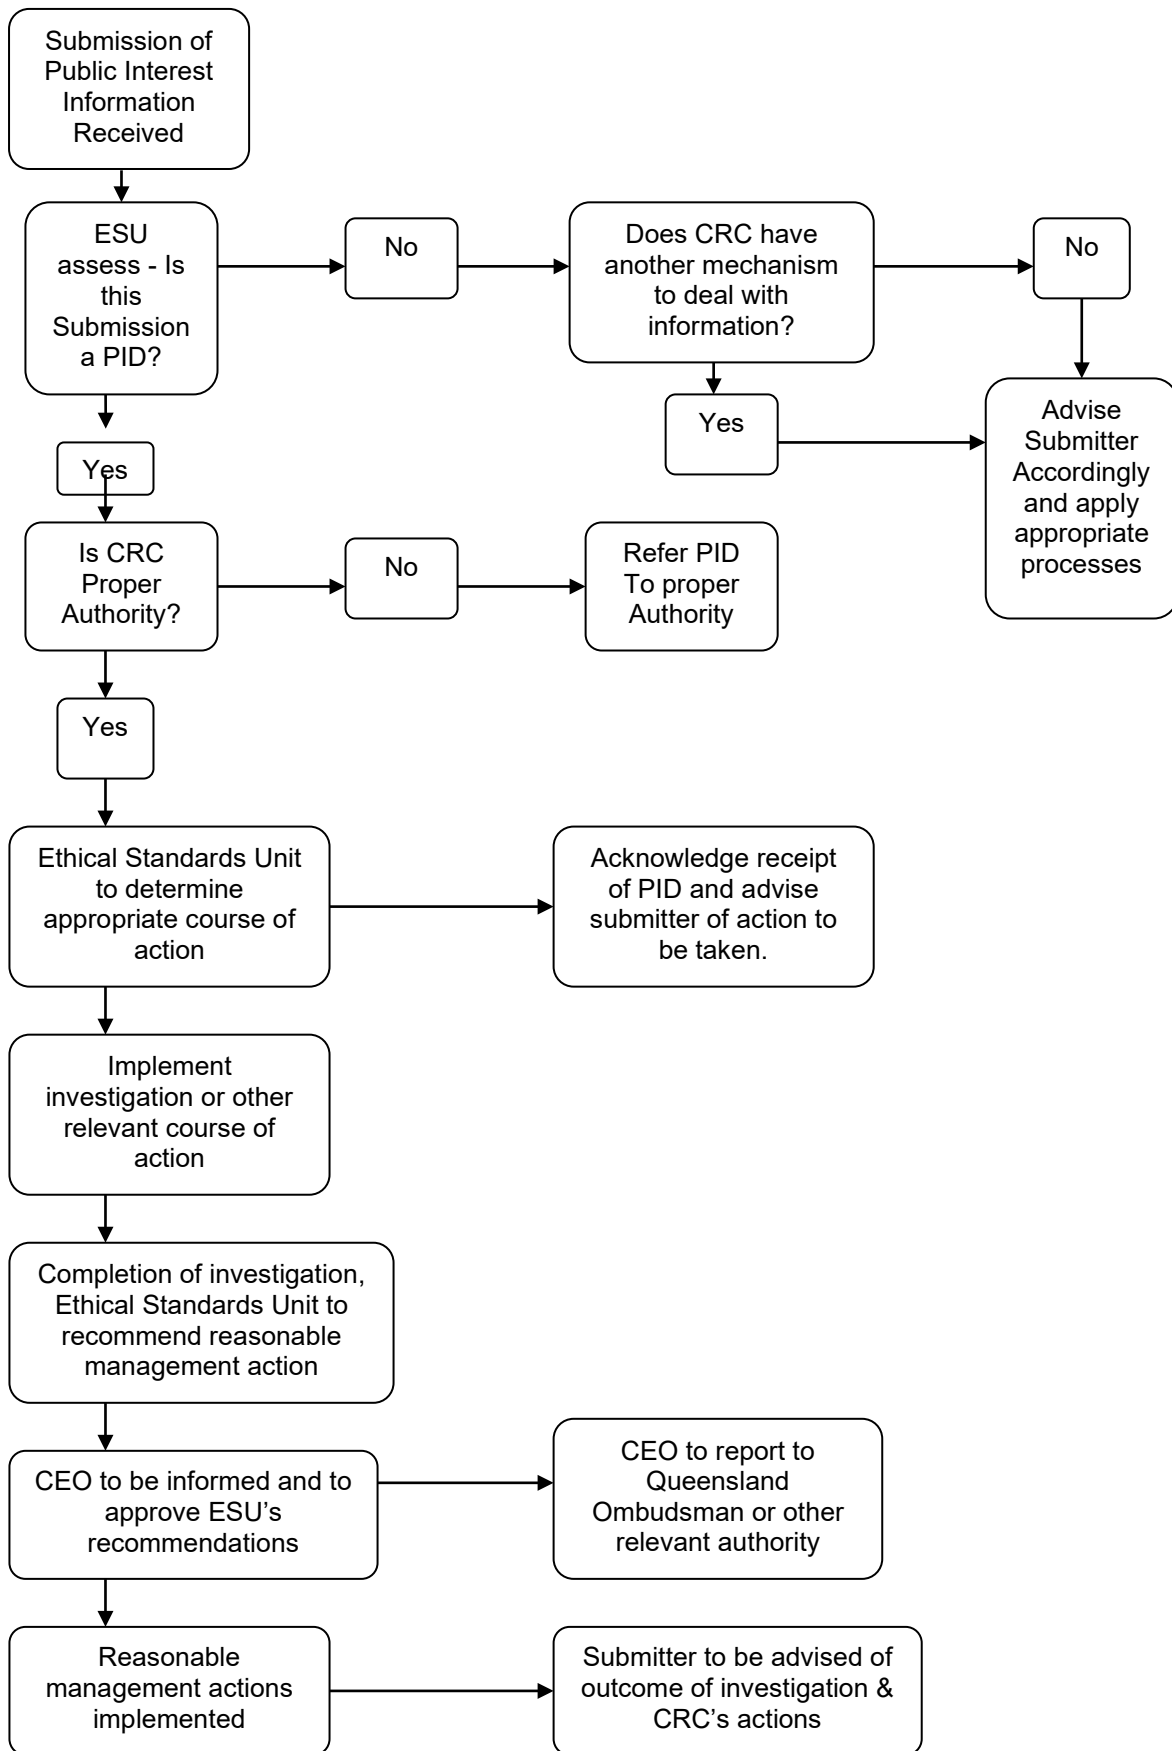 Submission of
Public Interest
Information
Received
ESU
assess - Is
this
Submission
a PID?
No
Does CRC have
another mechanism
to deal with
information?
No
Yes
Advise
Submitter
Accordingly
and apply
appropriate
processes
Yes
Is CRC
Proper
Authority?
No
Refer PID
To proper
Authority
Yes
Ethical Standards Unit
to determine
appropriate course of
action
Acknowledge receipt
of PID and advise
submitter of action to
be taken.
Implement
investigation or other
relevant course of
action
Completion of investigation,
Ethical Standards Unit to
recommend reasonable
management action
CEO to be informed and to
approve ESU’s
recommendations
CEO to report to
Queensland
Ombudsman or other
relevant authority
Reasonable
management actions
implemented
Submitter to be advised of
outcome of investigation &
CRC’s actions